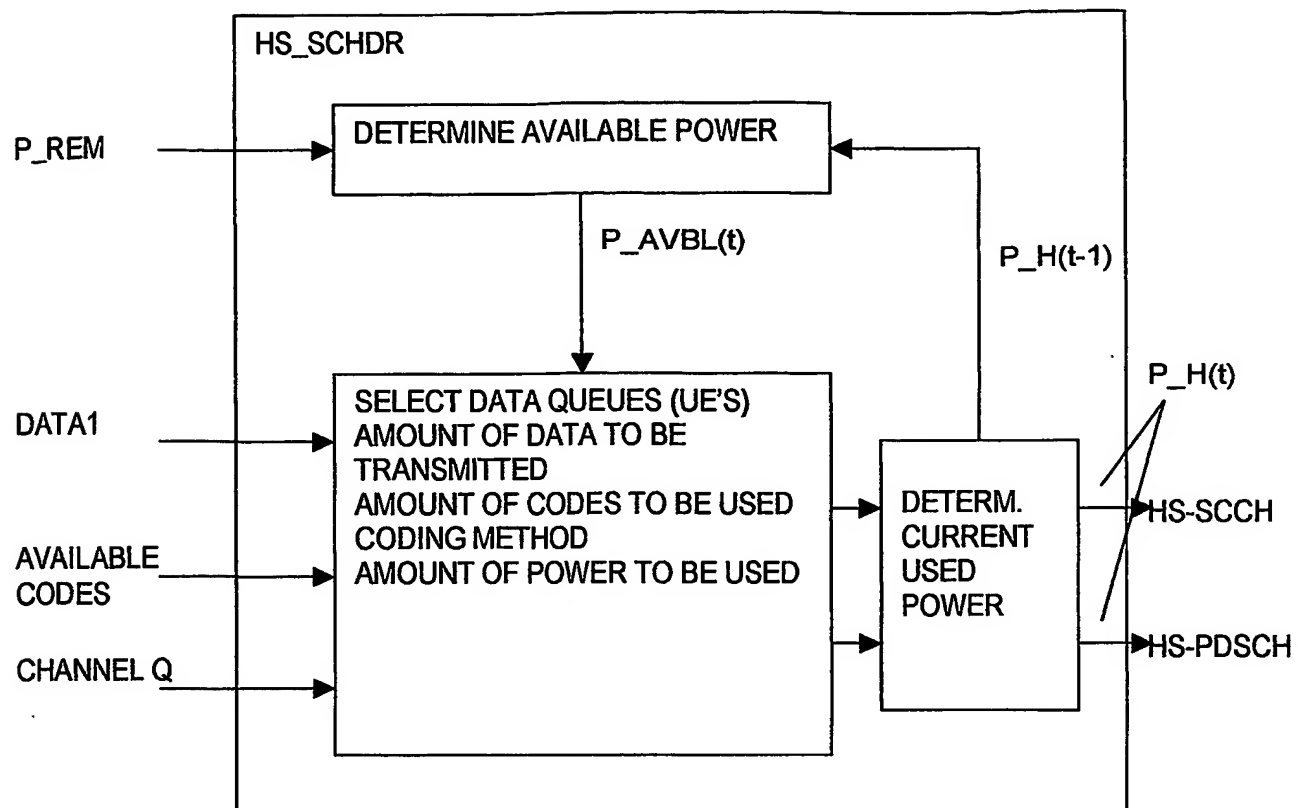 HS_SCHDR
P_REM
DETERMINE AVAILABLE POWER
P_AVBL(t)
P_H(t-1)
P_H(t)
DATA1
AVAILABLE
CODES
CHANNEL Q
SELECT DATA QUEUES (UE'S)
AMOUNT OF DATA TO BE
TRANSMITTED
AMOUNT OF CODES TO BE USED
CODING METHOD
AMOUNT OF POWER TO BE USED
DETERM.
CURRENT
USED
POWER
HS-SCCH
HS-PDSCH